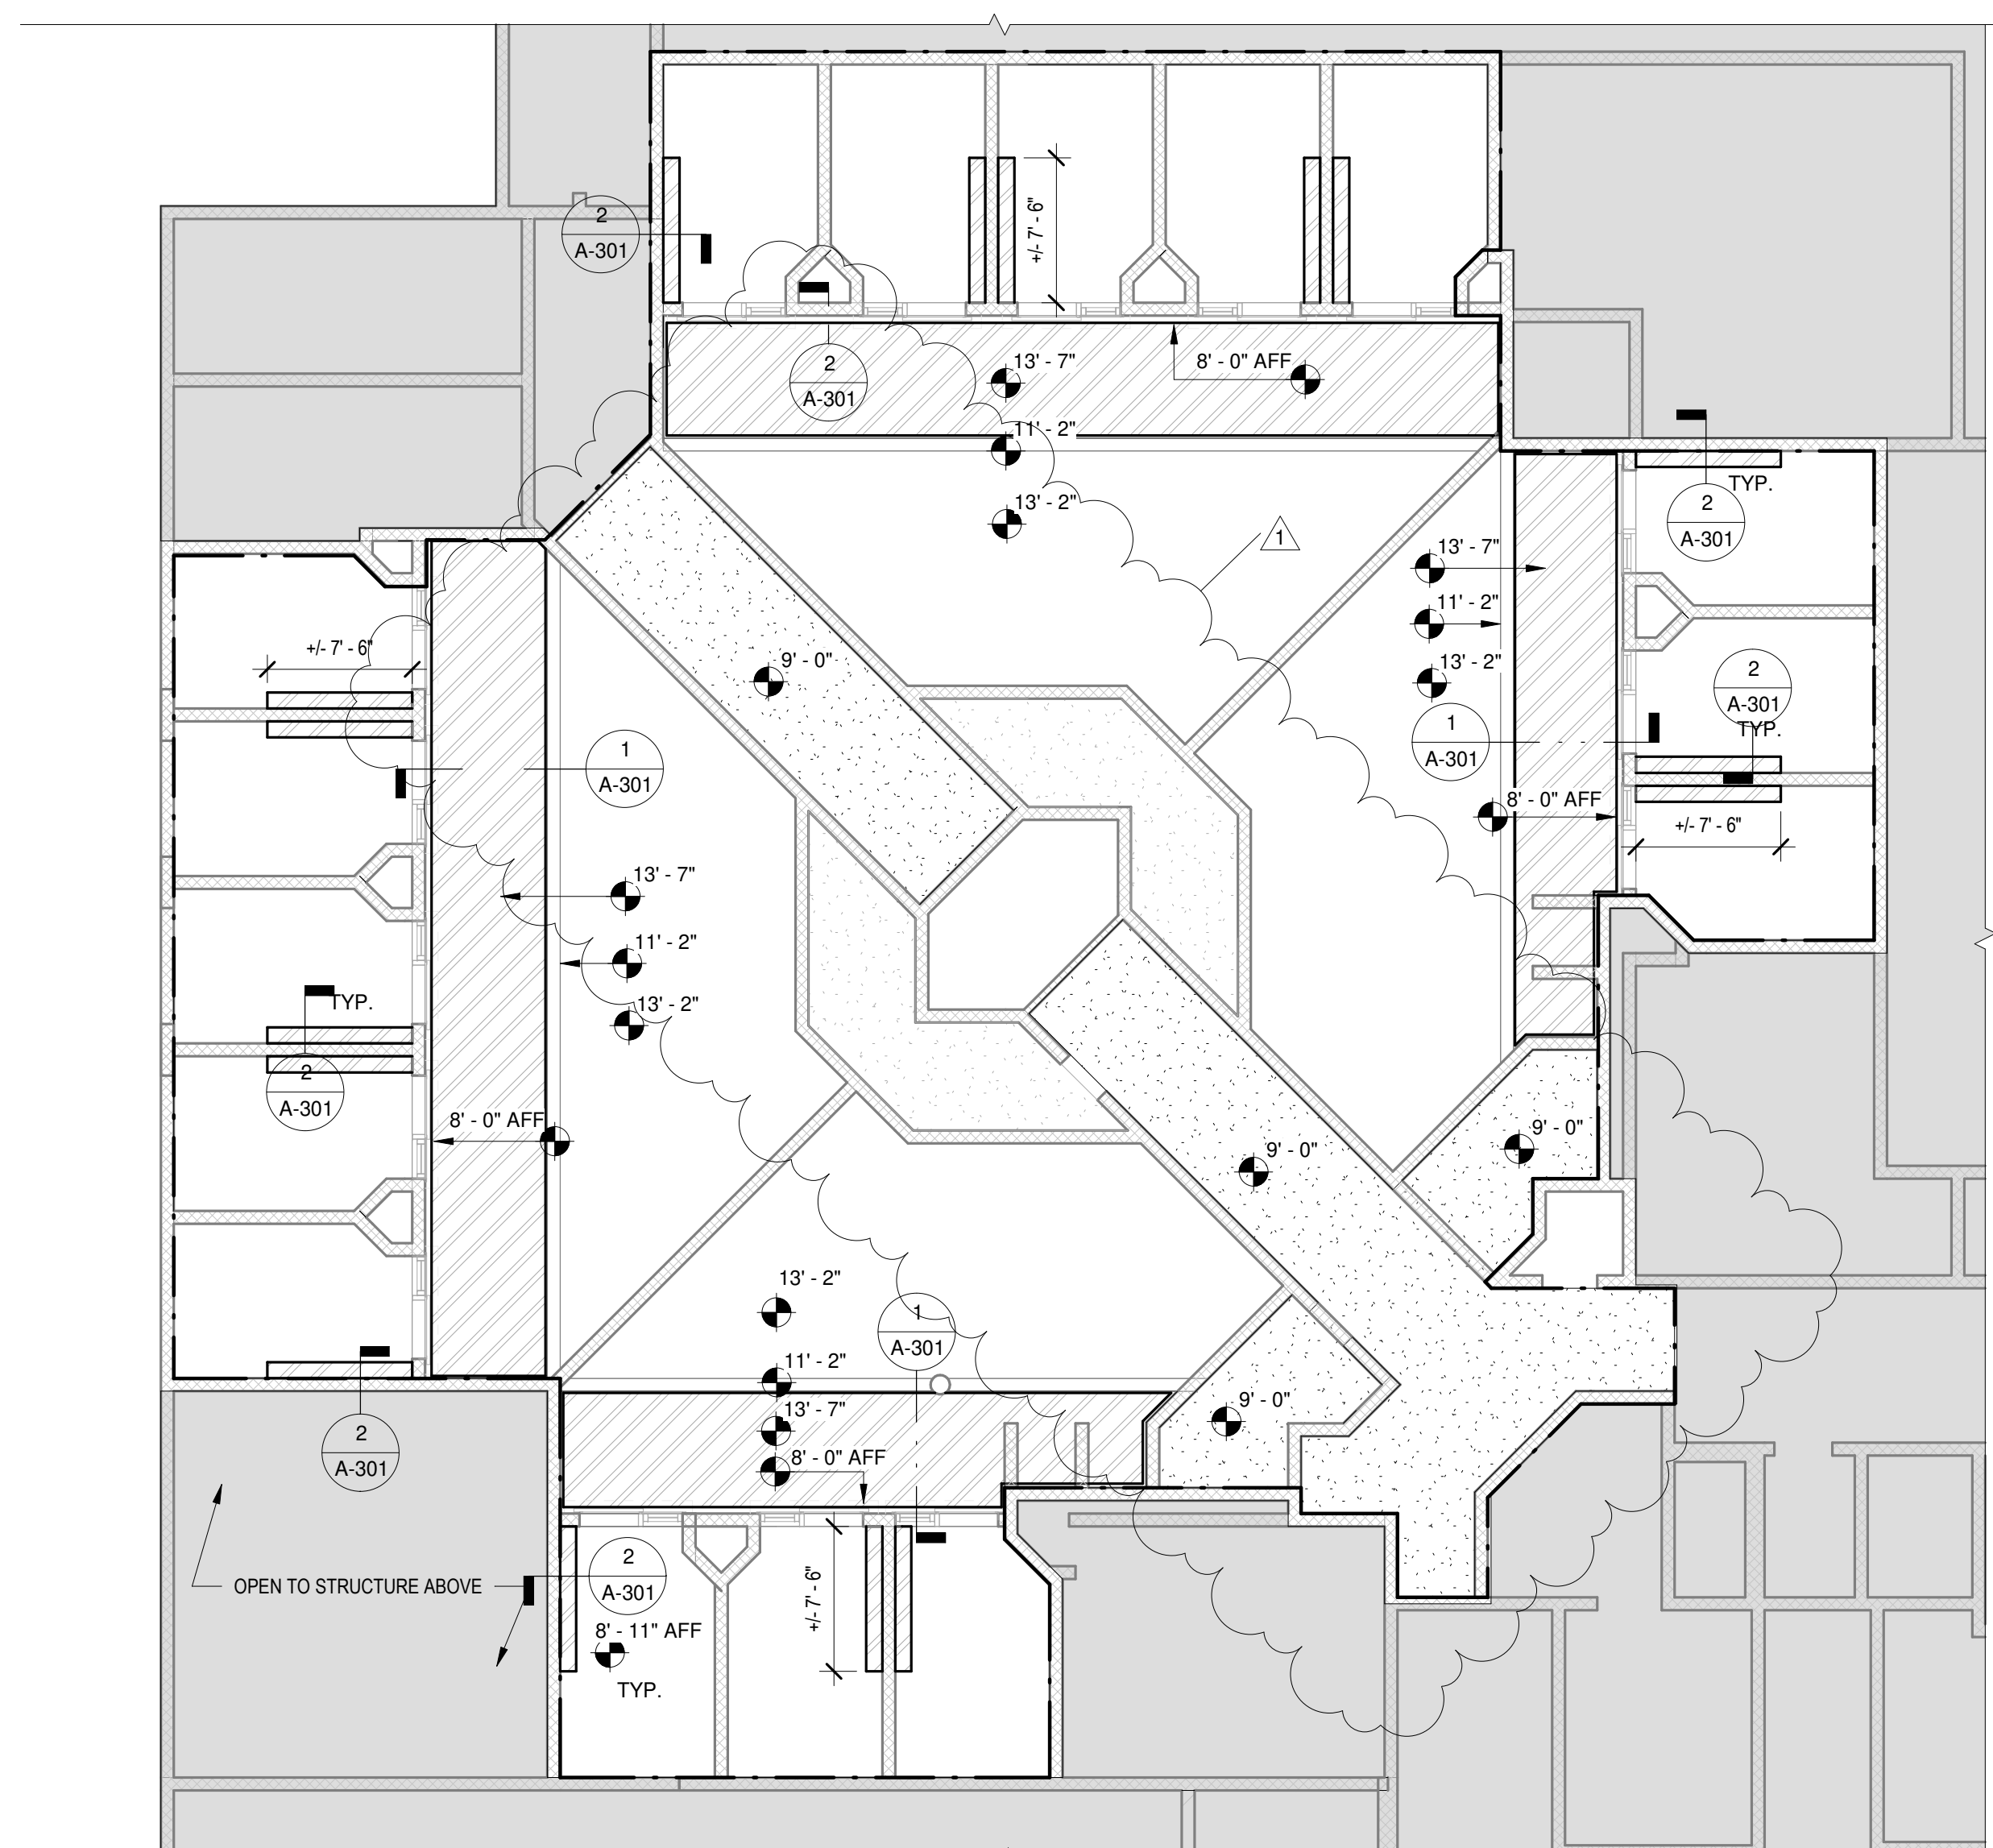 +/- 7' - 6"
2
A-301
2
A-301
13' - 7"
8' - 0" AFF
11' - 2"
13' - 2"
1
TYP.
2
A-301
13' - 7"
11' - 2"
13' - 2"
2
A-301
TYP.
1
A-301
8' - 0" AFF
+/- 7' - 6"
+/- 7' - 6"
9' - 0"
1
A-301
13' - 7"
11' - 2"
13' - 2"
TYP.
2
A-301
8' - 0" AFF
9' - 0"
9' - 0"
13' - 2"
1
A-301
11' - 2"
13' - 7"
8' - 0" AFF
9' - 0"
2
A-301
OPEN TO STRUCTURE ABOVE
2
A-301
+/- 7' - 6"
8' - 11" AFF
TYP.